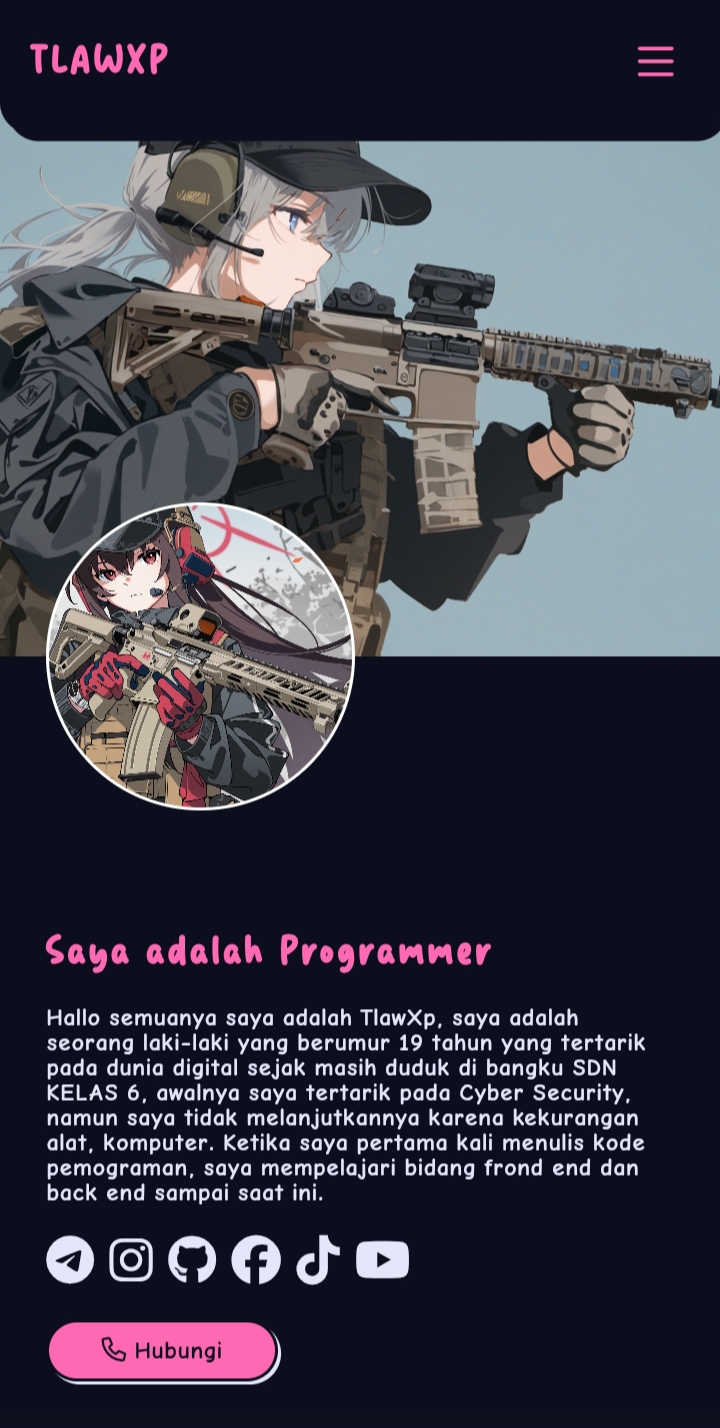 TLAWXP
Saya adalah Programmer
Hallo semuanya saya adalah TlawXp, saya adalah
seorang laki-laki yang berumur 19 tahun yang tertarik
pada dunia digital sejak masih duduk di bangku SDN
KELAS 6, awalnya saya tertarik pada Cyber Security,
namun saya tidak melanjutkannya karena kekurangan
alat, komputer. Ketika saya pertama kali menulis kode
pemograman, saya mempelajari bidang frond end dan
back end sampai saat ini.
Hubungi